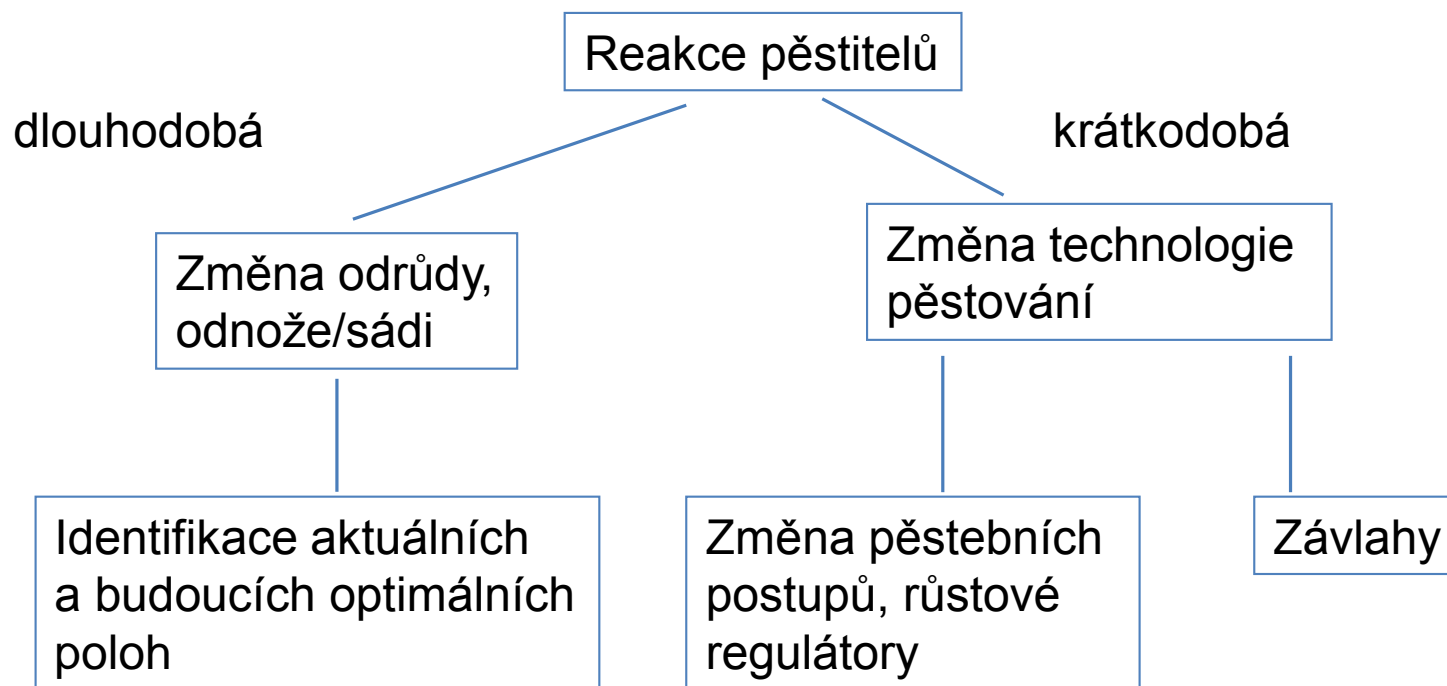 Reakce pěstitelů
dlouhodobá
krátkodobá
Změna odrůdy,
odnože/sádi
Změna technologie
pěstování
Identifikace aktuálních
a budoucích optimálních
poloh
Změna pěstebních
postupů, růstové
regulátory
Závlahy